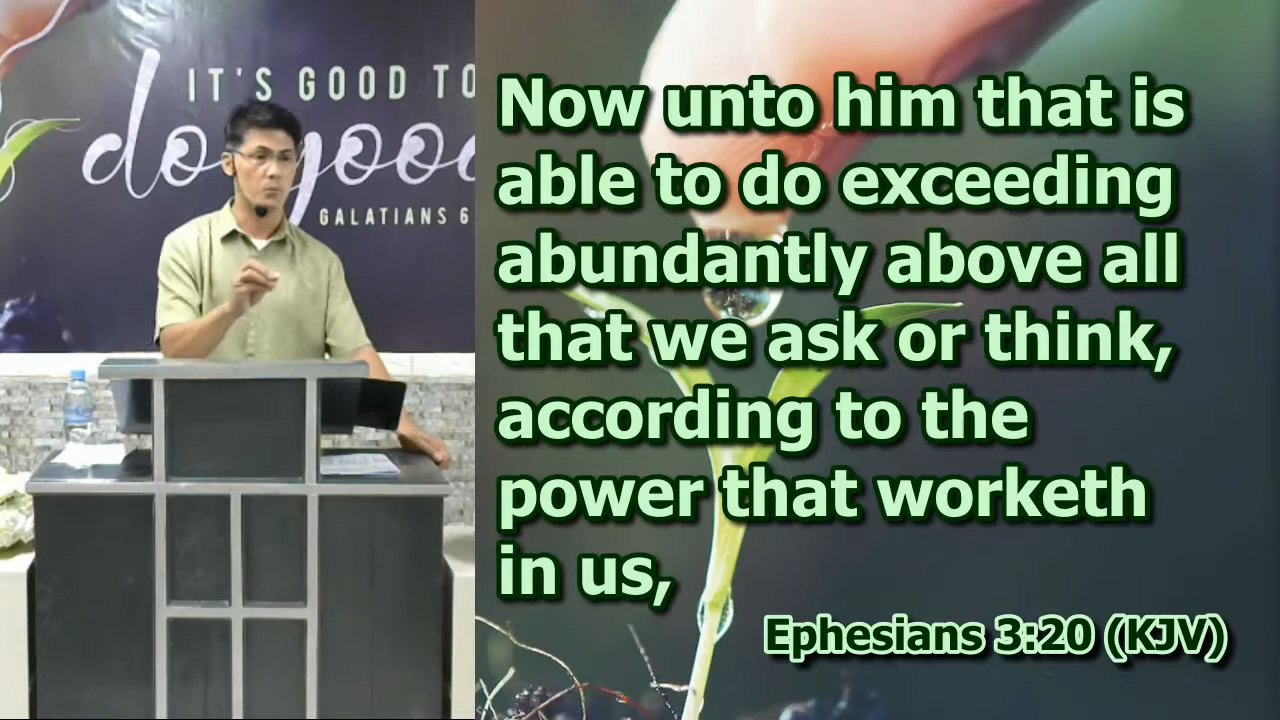 IT'S GOOD TO
do good
GALATIANS 6
Now unto him that is
able to do exceeding
abundantly above all
that we ask or think,
according to the
power that worketh
in us,
Ephesians 3:20 (KJV)